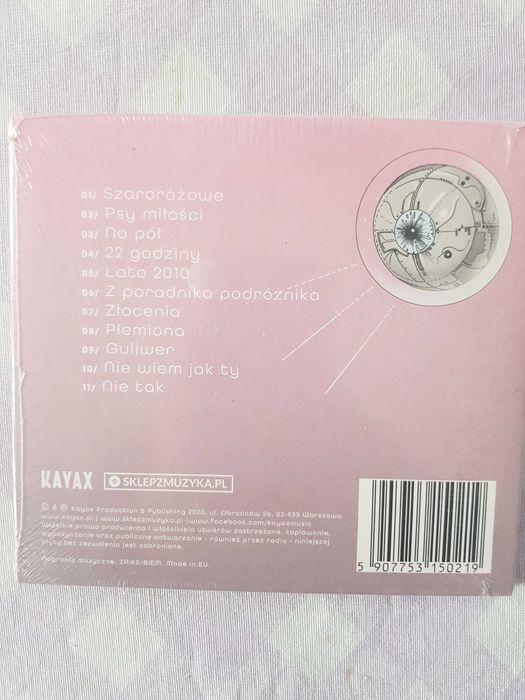 01/ Szororóżowe
02/ Psy miłości
03/ Na pół
04/ 22 godziny
05/ Lata 2010
06/ Z poradnika podróżnika
07/ Złocenia
08/ Plemiona
09/ Guliwer
10/ Nie wiem jak ty
11/ Nie tak
KAYAX SKLEPZMUZYKA.PL
© & ℗ Kayax Production & Publishing 2020, ul. Obrońców 2b, 03-933 Warszawa
www.kayax.pl | www.sklepzmuzyka.pl | www.facebook.com/kayaxmusic
Wszelkie prawa producenta i właściciela utworów zastrzeżone, kopiowanie,
wypożyczanie oraz publiczne odtwarzanie - również przez radio - niniejszej
płyty bez zezwolenia jest zabronione.
Nagrania muzyczne, ZAIKS/BIEM. Made in EU.
5 907753 150219